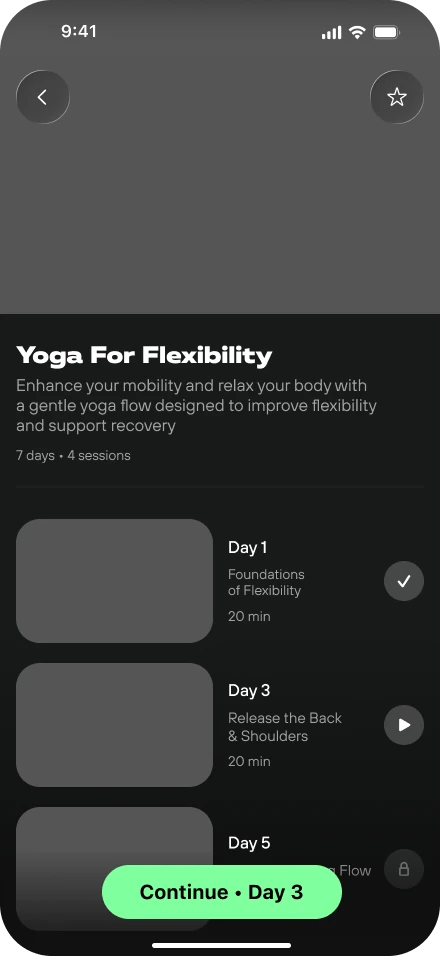 9:41
Yoga For Flexibility
Enhance your mobility and relax your body with
a gentle yoga flow designed to improve flexibility
and support recovery
7 days • 4 sessions
Day 1
Foundations
of Flexibility
20 min
Day 3
Release the Back
& Shoulders
20 min
Day 5
Flow
Continue • Day 3